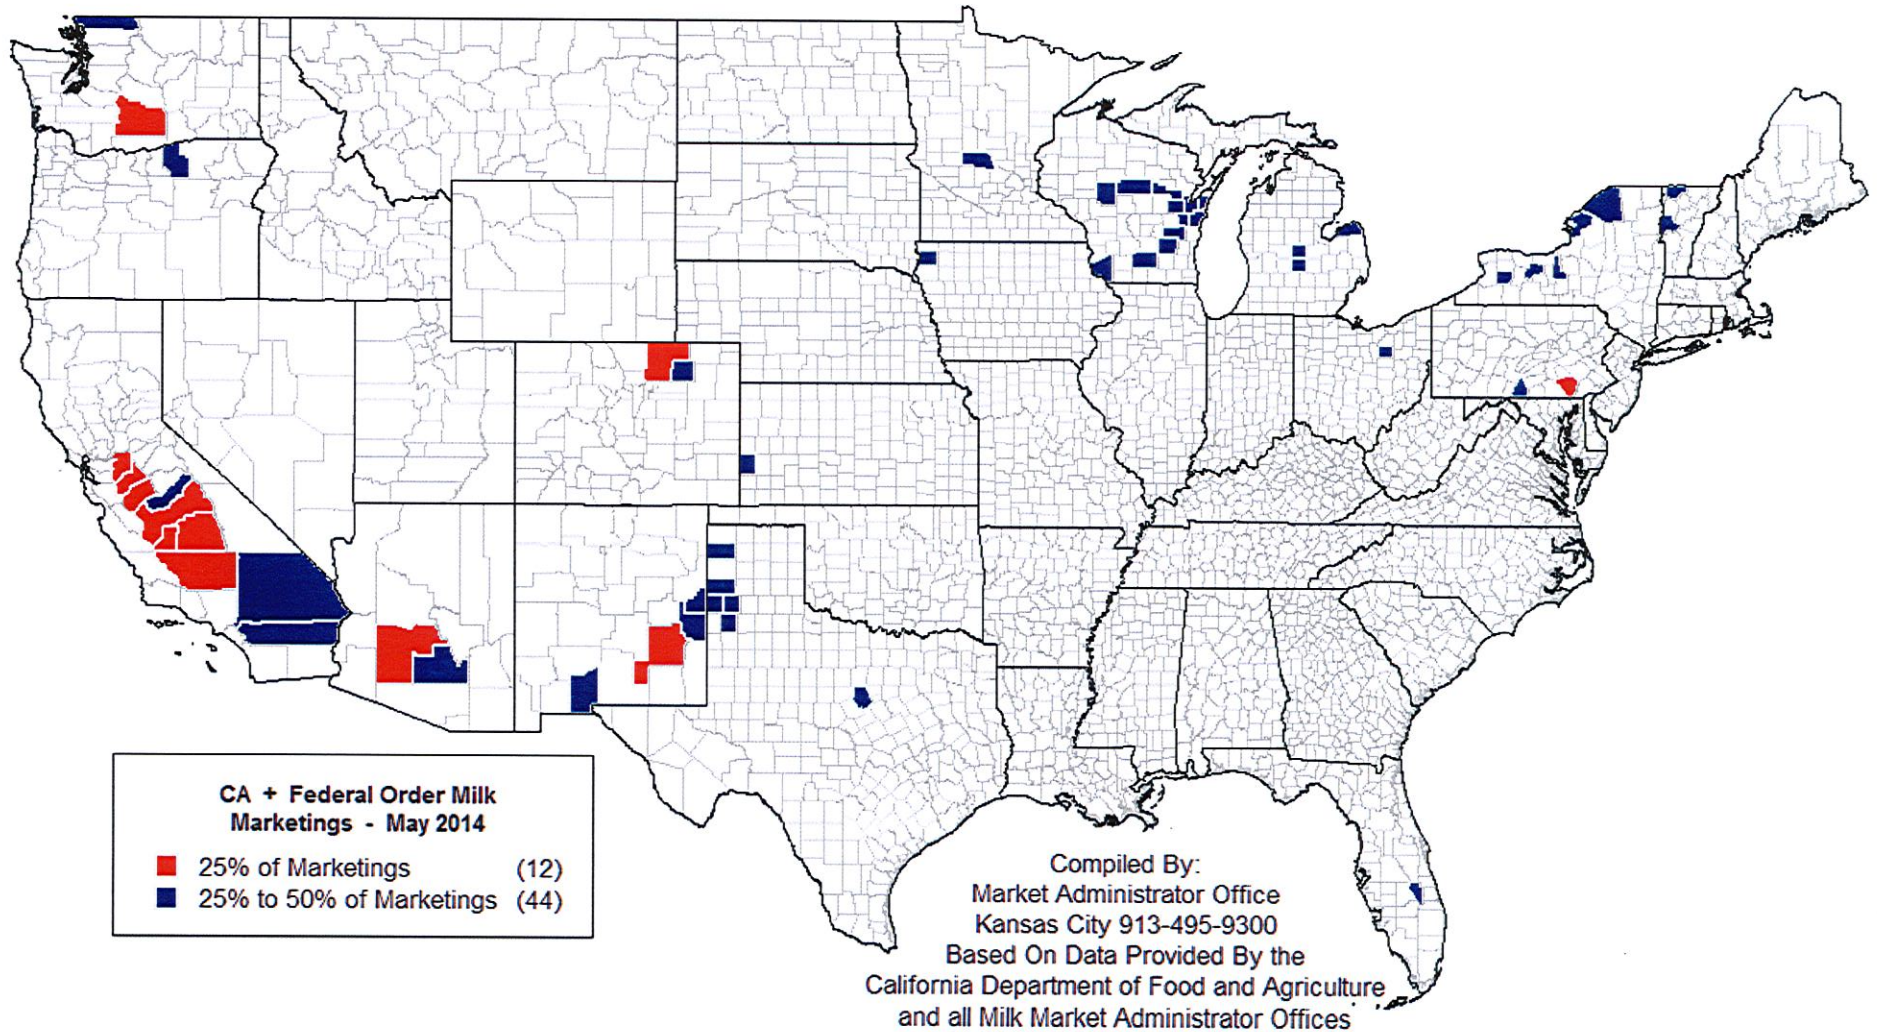 CA + Federal Order Milk
Marketings - May 2014
25% of Marketings (12)
25% to 50% of Marketings (44)
Compiled By:
Market Administrator Office
Kansas City 913-495-9300
Based On Data Provided By the
California Department of Food and Agriculture
and all Milk Market Administrator Offices